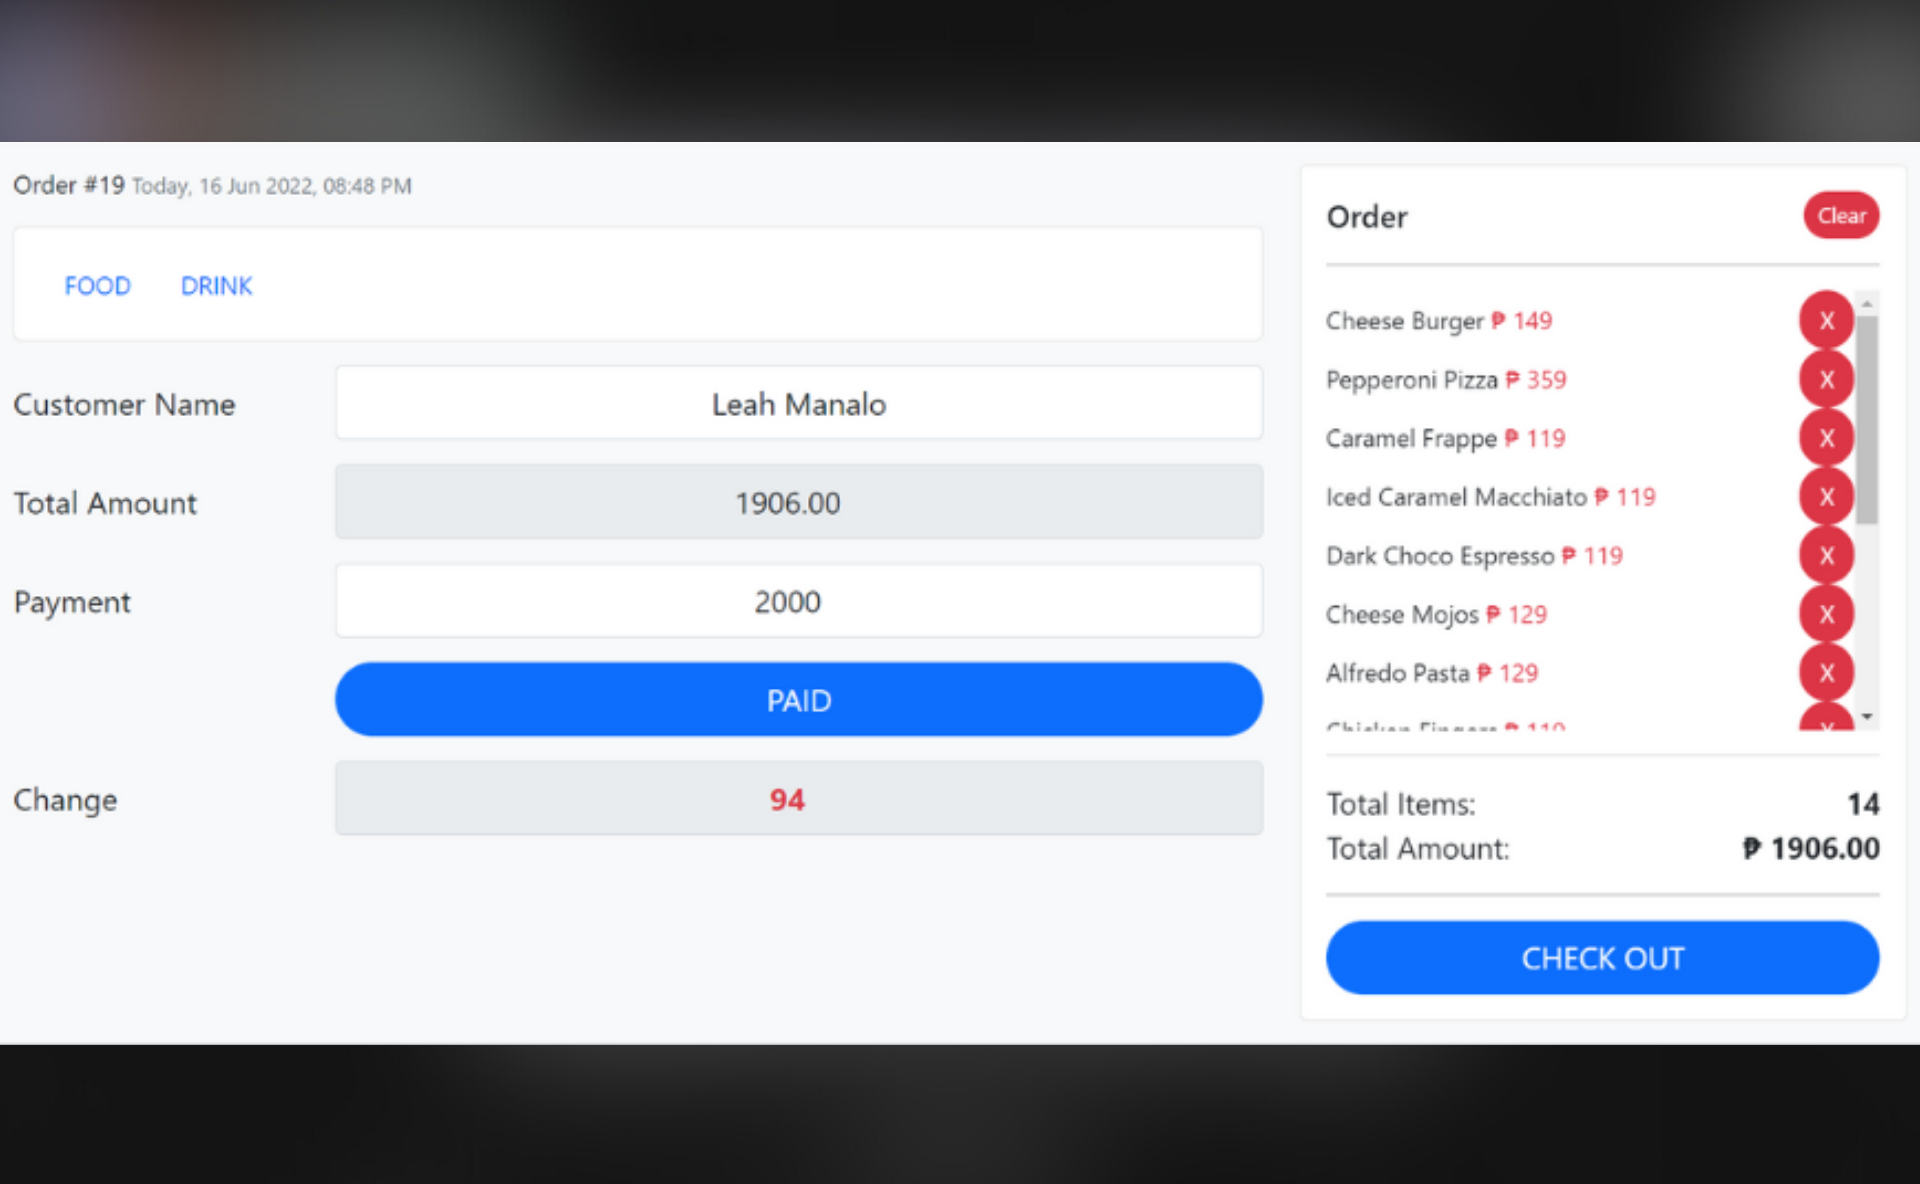 Order #19 Today, 16 Jun 2022, 08:48 PM
FOOD DRINK
Customer Name Leah Manalo
Total Amount 1906.00
Payment 2000
PAID
Change 94
Order Clear
Cheese Burger ₱ 149 X
Pepperoni Pizza ₱ 359 X
Caramel Frappe ₱ 119 X
Iced Caramel Macchiato ₱ 119 X
Dark Choco Espresso ₱ 119 X
Cheese Mojos ₱ 129 X
Alfredo Pasta ₱ 129 X
Chicken Fingers ₱ 119 X
Total Items: 14
Total Amount: ₱ 1906.00
CHECK OUT